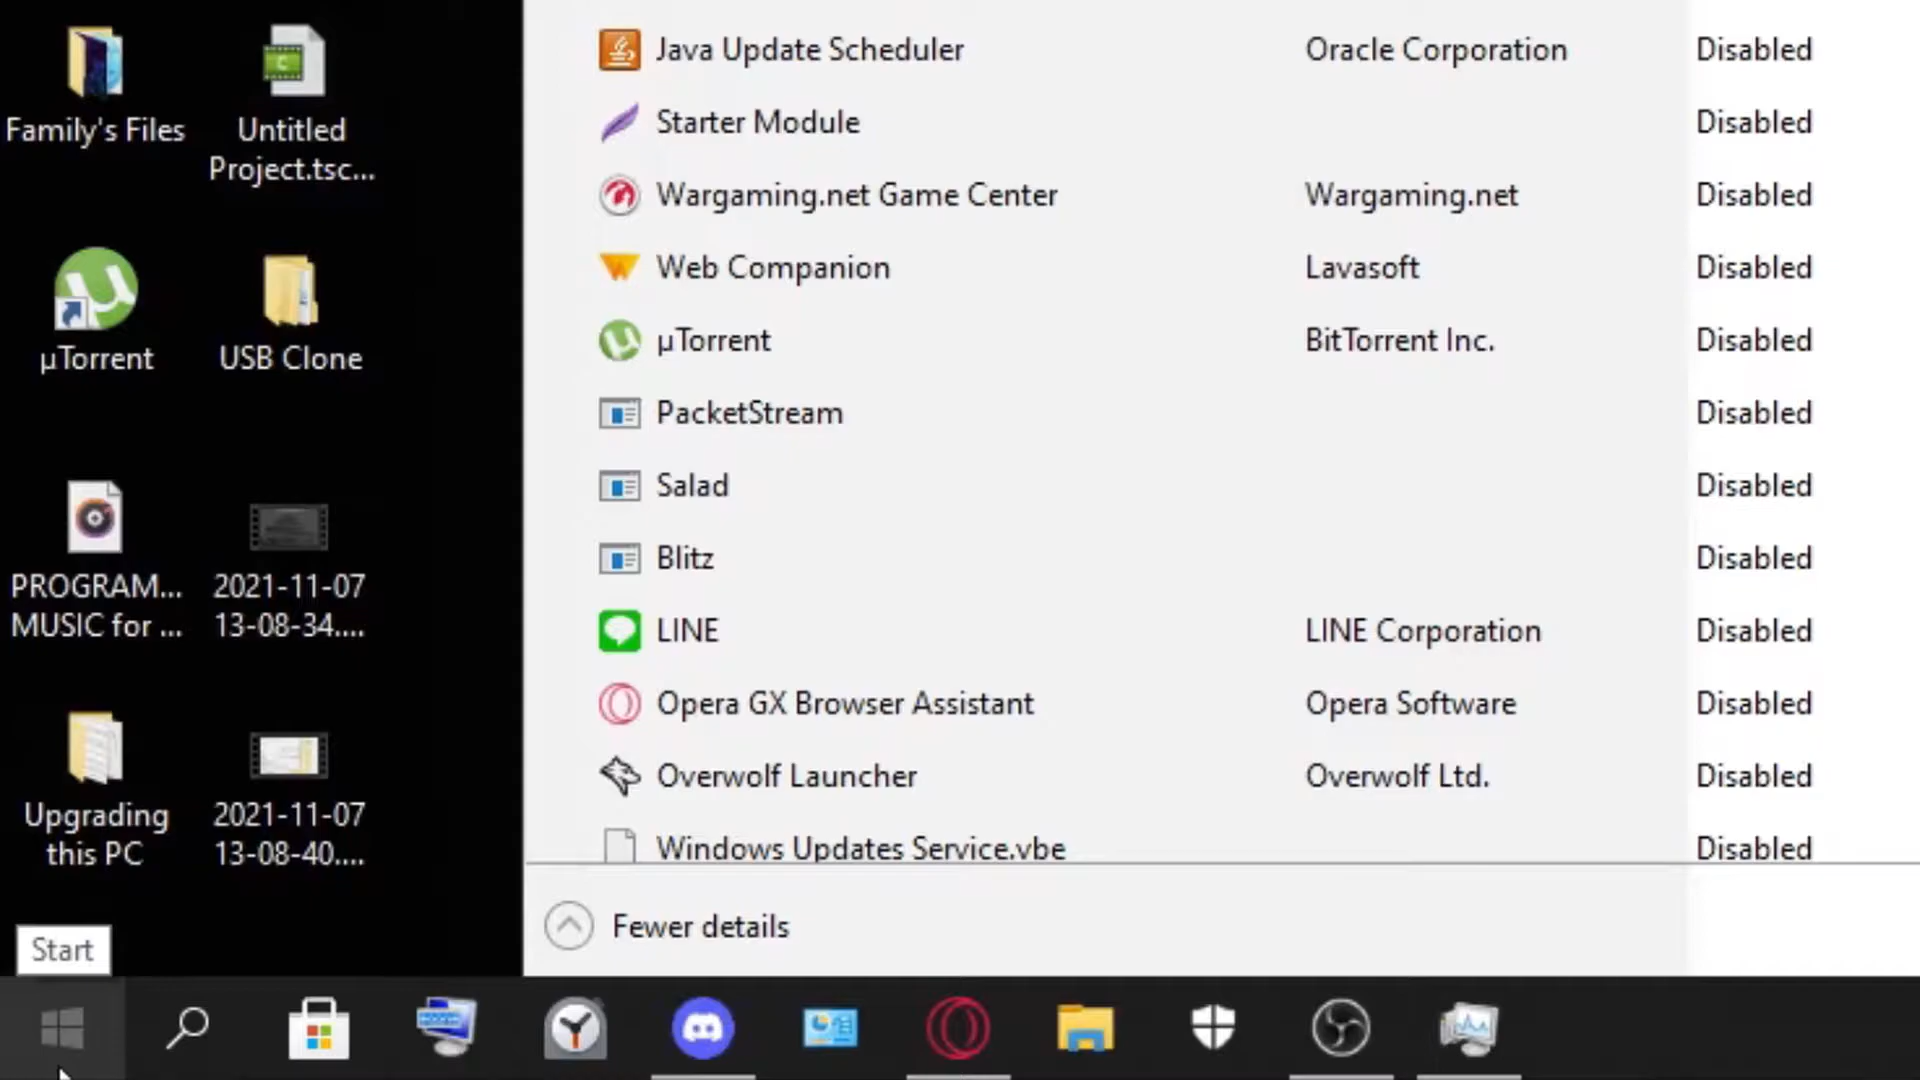 Family's Files
Untitled
Project.tsc...
µTorrent
USB Clone
PROGRAM...
MUSIC for ...
2021-11-07
13-08-34....
Upgrading
this PC
2021-11-07
13-08-40....
Start
Java Update Scheduler Oracle Corporation Disabled
Starter Module Disabled
Wargaming.net Game Center Wargaming.net Disabled
Web Companion Lavasoft Disabled
µTorrent BitTorrent Inc. Disabled
PacketStream Disabled
Salad Disabled
Blitz Disabled
LINE LINE Corporation Disabled
Opera GX Browser Assistant Opera Software Disabled
Overwolf Launcher Overwolf Ltd. Disabled
Windows Updates Service.vbe Disabled
Fewer details